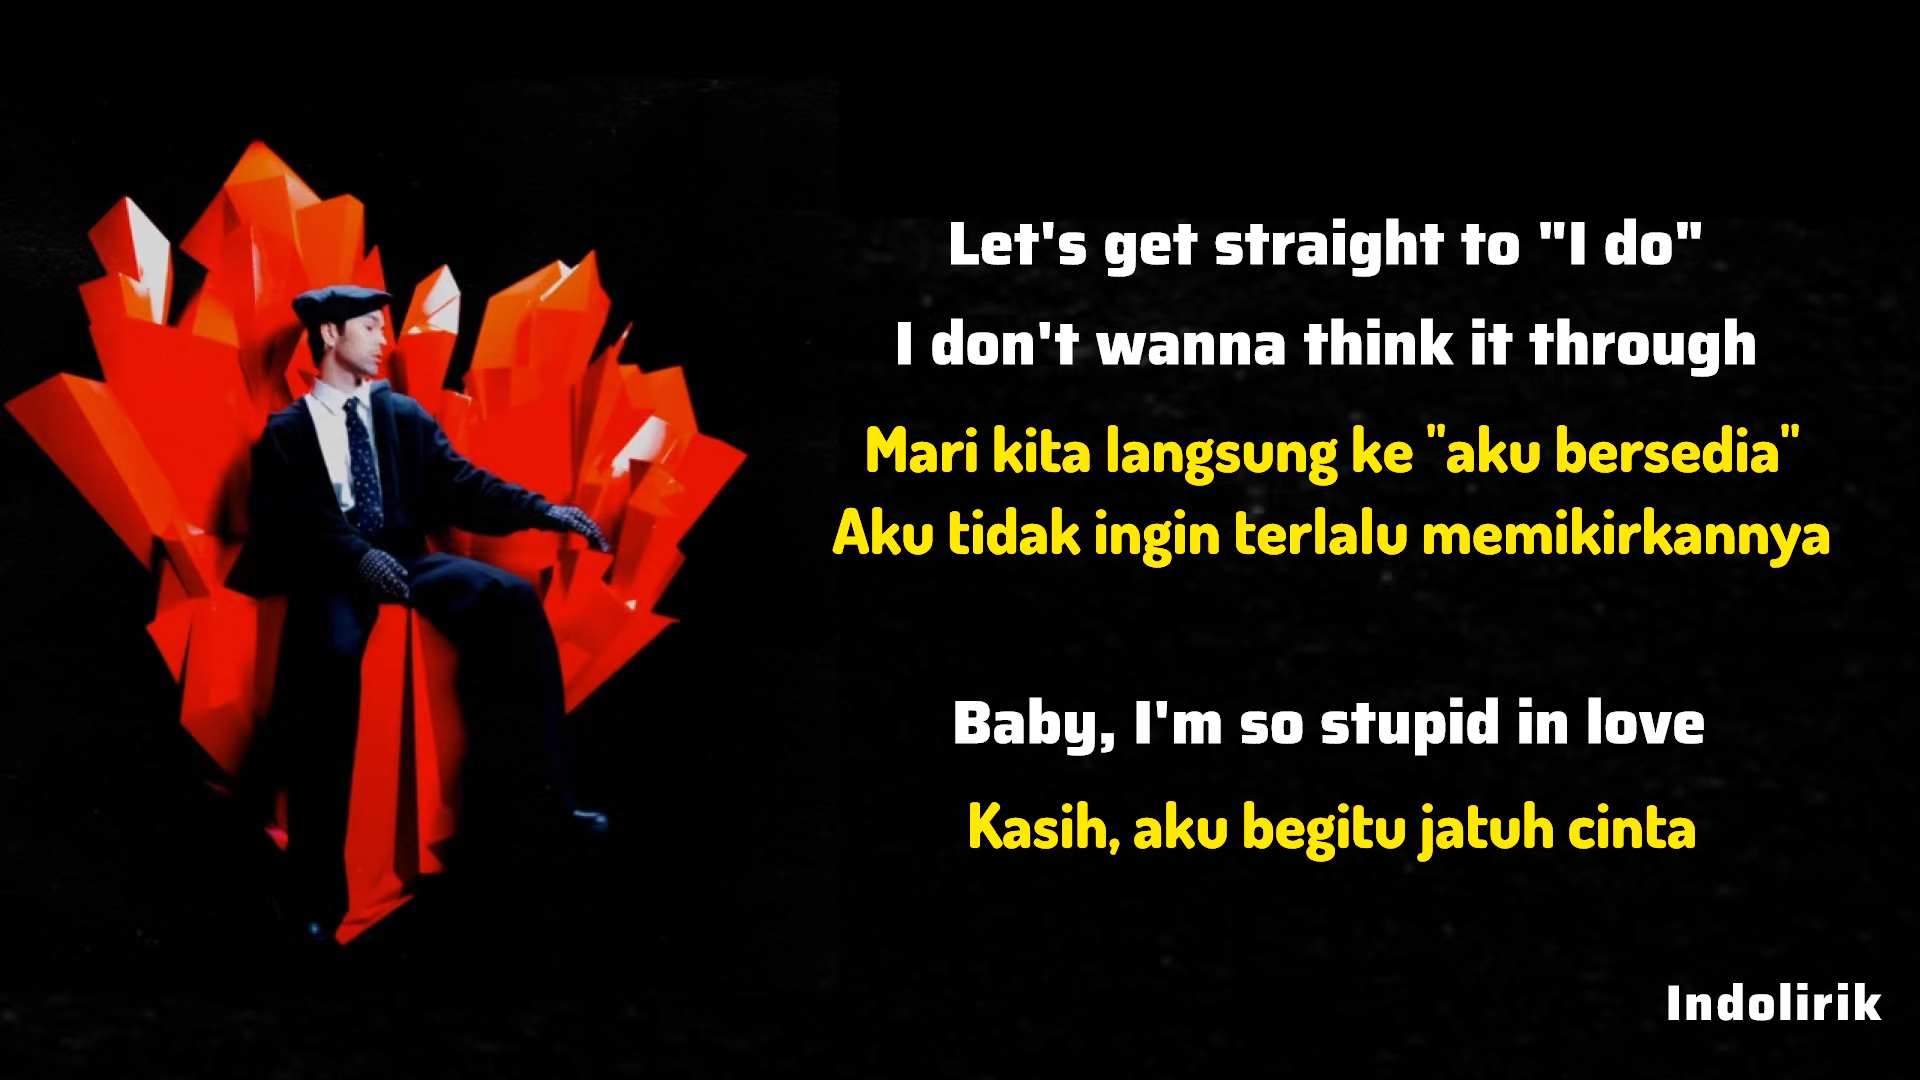 Let's get straight to "I do"
I don't wanna think it through
Mari kita langsung ke "aku bersedia"
Aku tidak ingin terlalu memikirkannya
Baby, I'm so stupid in love
Kasih, aku begitu jatuh cinta
Indolirik